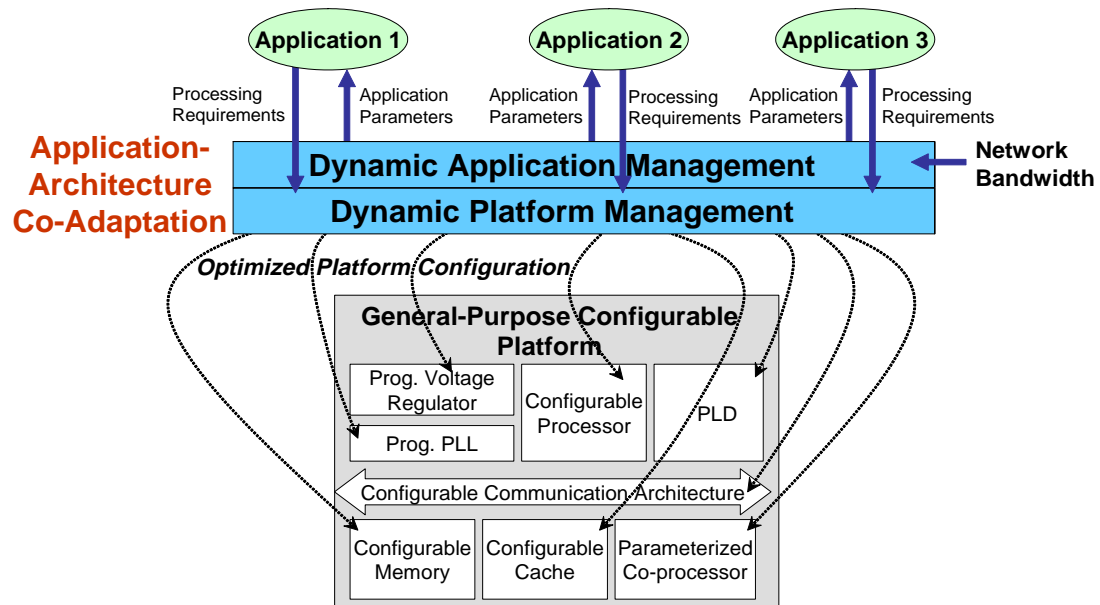 Application 1
Application 2
Application 3
Processing
Requirements
Application
Parameters
Application
Parameters
Processing
Requirements
Application
Parameters
Processing
Requirements
Application-
Architecture
Co-Adaptation
Dynamic Application Management
Dynamic Platform Management
Network
Bandwidth
Optimized Platform Configuration
General-Purpose Configurable
Platform
Prog. Voltage
Regulator
Prog. PLL
Configurable
Processor
PLD
Configurable Communication Architecture
Configurable
Memory
Configurable
Cache
Parameterized
Co-processor